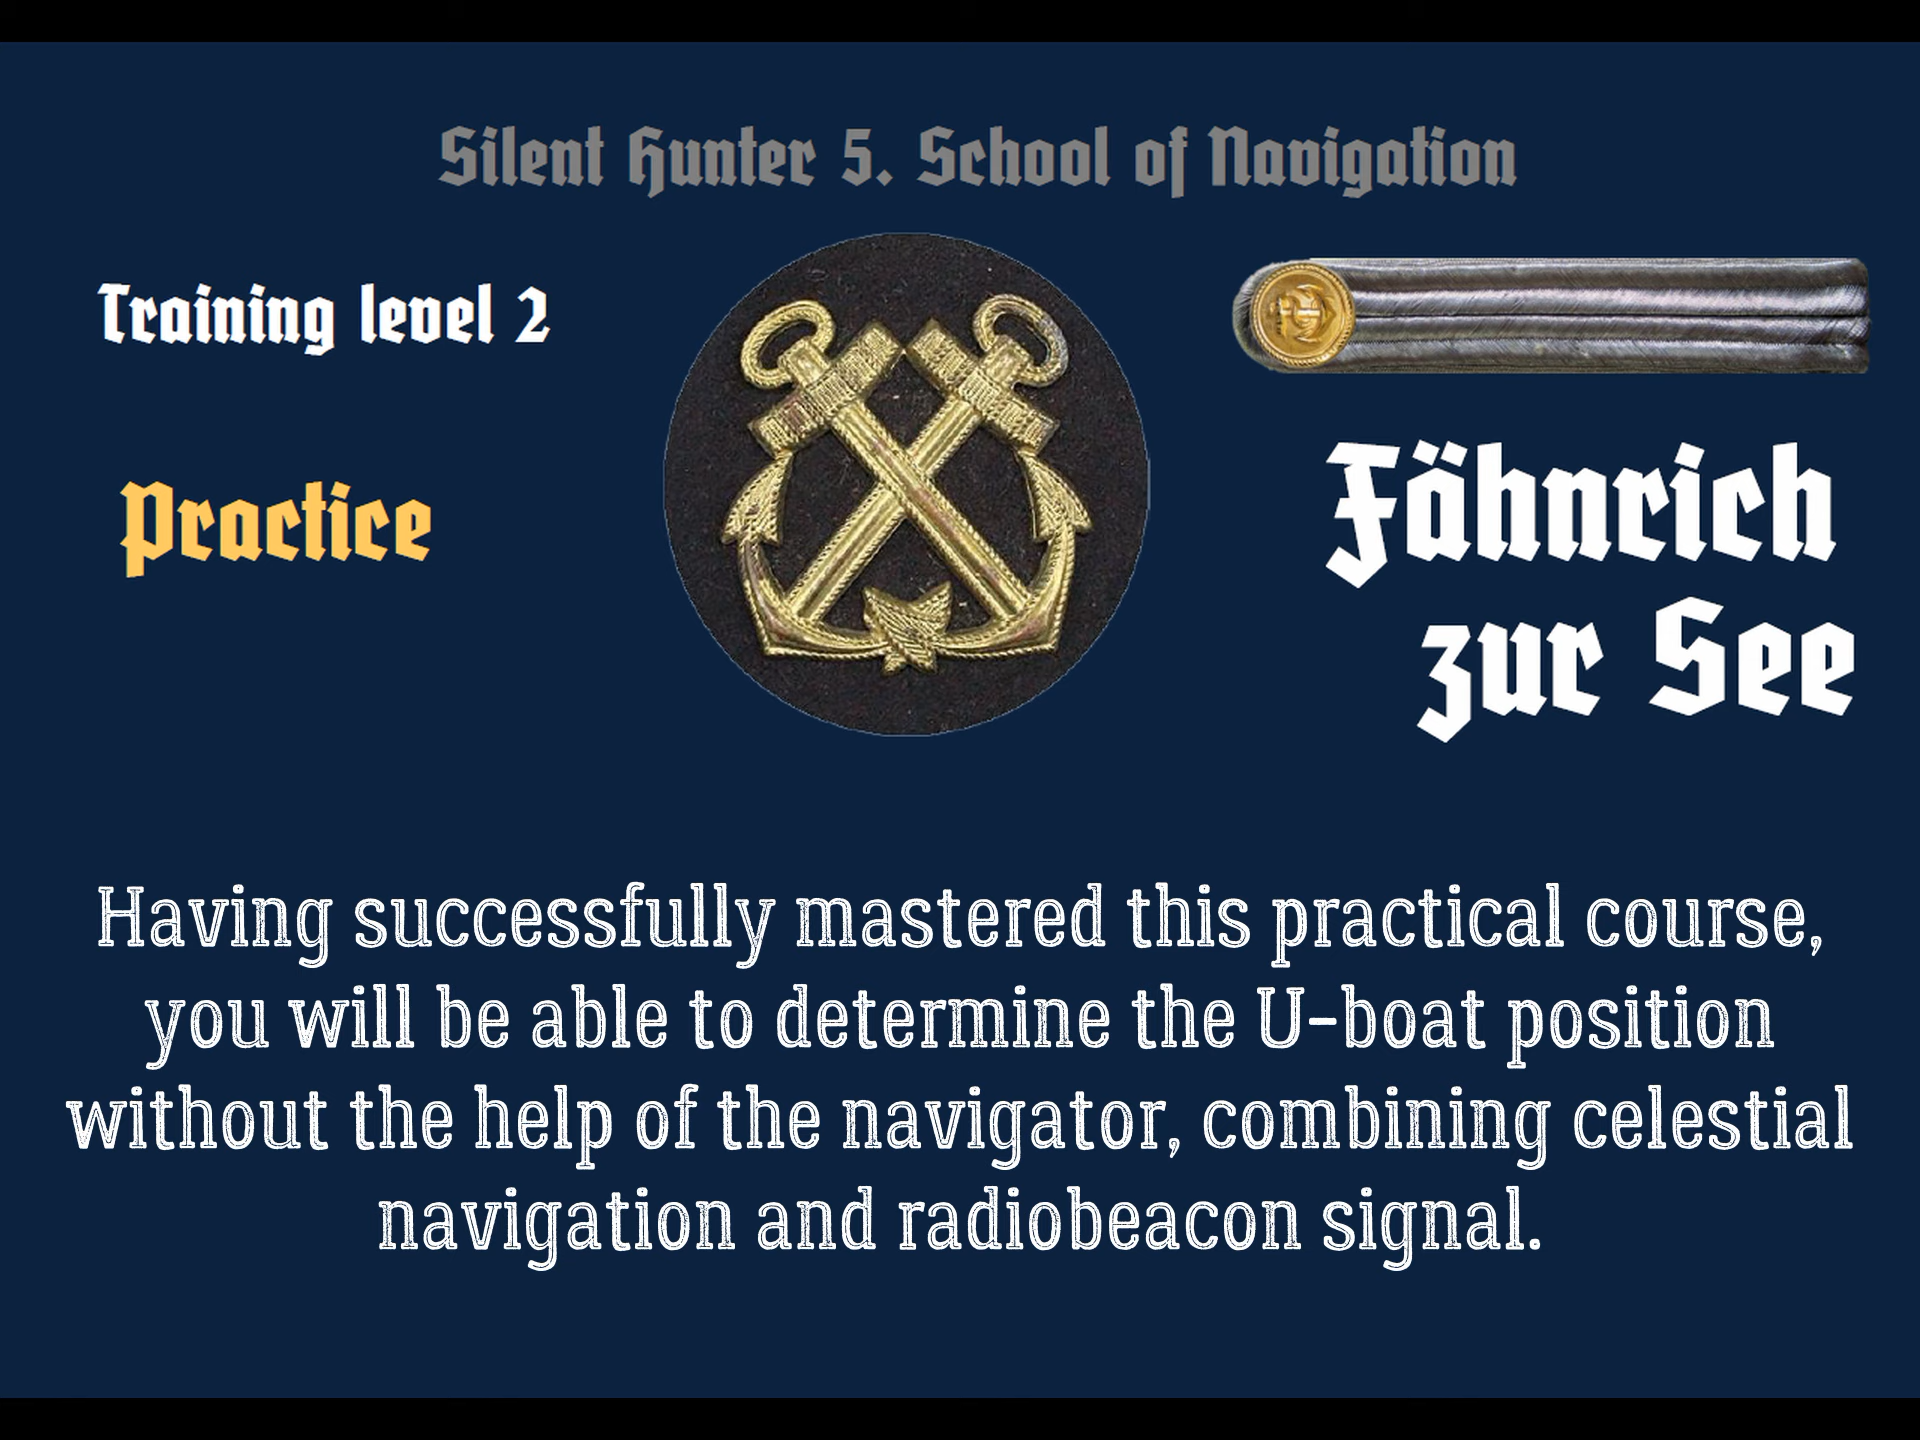 Silent Hunter 5. School of Navigation
Training level 2
Practice
Fähnrich
zur See
Having successfully mastered this practical course,
you will be able to determine the U-boat position
without the help of the navigator, combining celestial
navigation and radiobeacon signal.